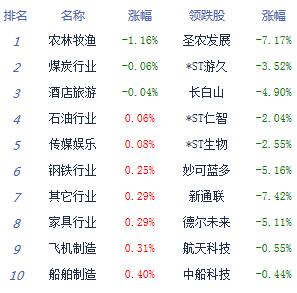 排名 名称 涨幅 领跌股 涨幅
1 农林牧渔 -1.16% 圣农发展 -7.17%
2 煤炭行业 -0.06% *ST游久 -3.52%
3 酒店旅游 -0.04% 长白山 -4.90%
4 石油行业 0.06% *ST仁智 -2.04%
5 传媒娱乐 0.08% *ST生物 -2.55%
6 钢铁行业 0.25% 妙可蓝多 -5.16%
7 其它行业 0.29% 新通联 -7.42%
8 家具行业 0.29% 德尔未来 -5.11%
9 飞机制造 0.31% 航天科技 -0.55%
10 船舶制造 0.40% 中船科技 -0.44%